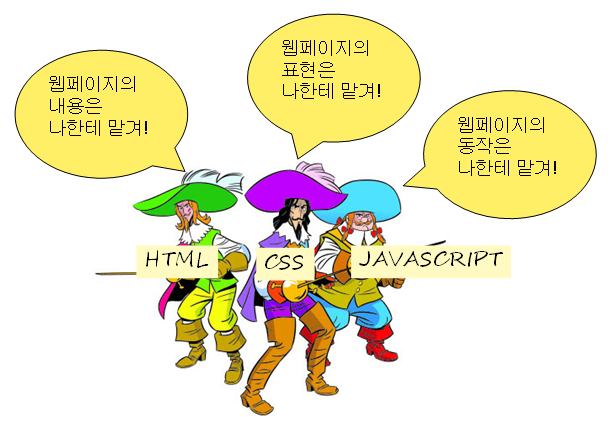 웹페이지의
내용은
나한테 맡겨!
웹페이지의
표현은
나한테 맡겨!
웹페이지의
동작은
나한테 맡겨!
HTML
CSS
JAVASCRIPT